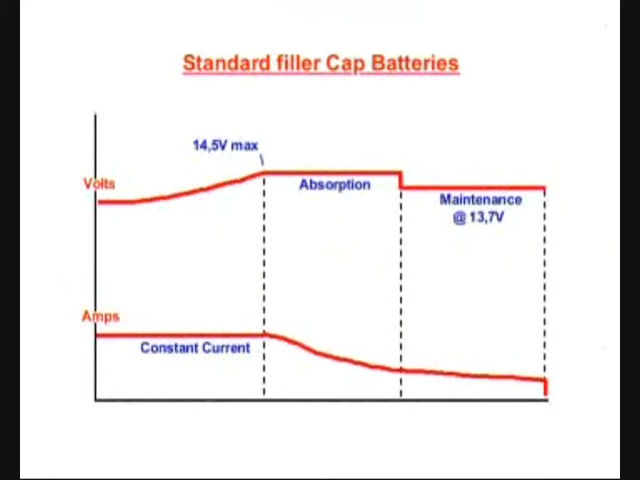 Standard filler Cap Batteries
14,5V max
Volts
Absorption
Maintenance
@ 13,7V
Amps
Constant Current